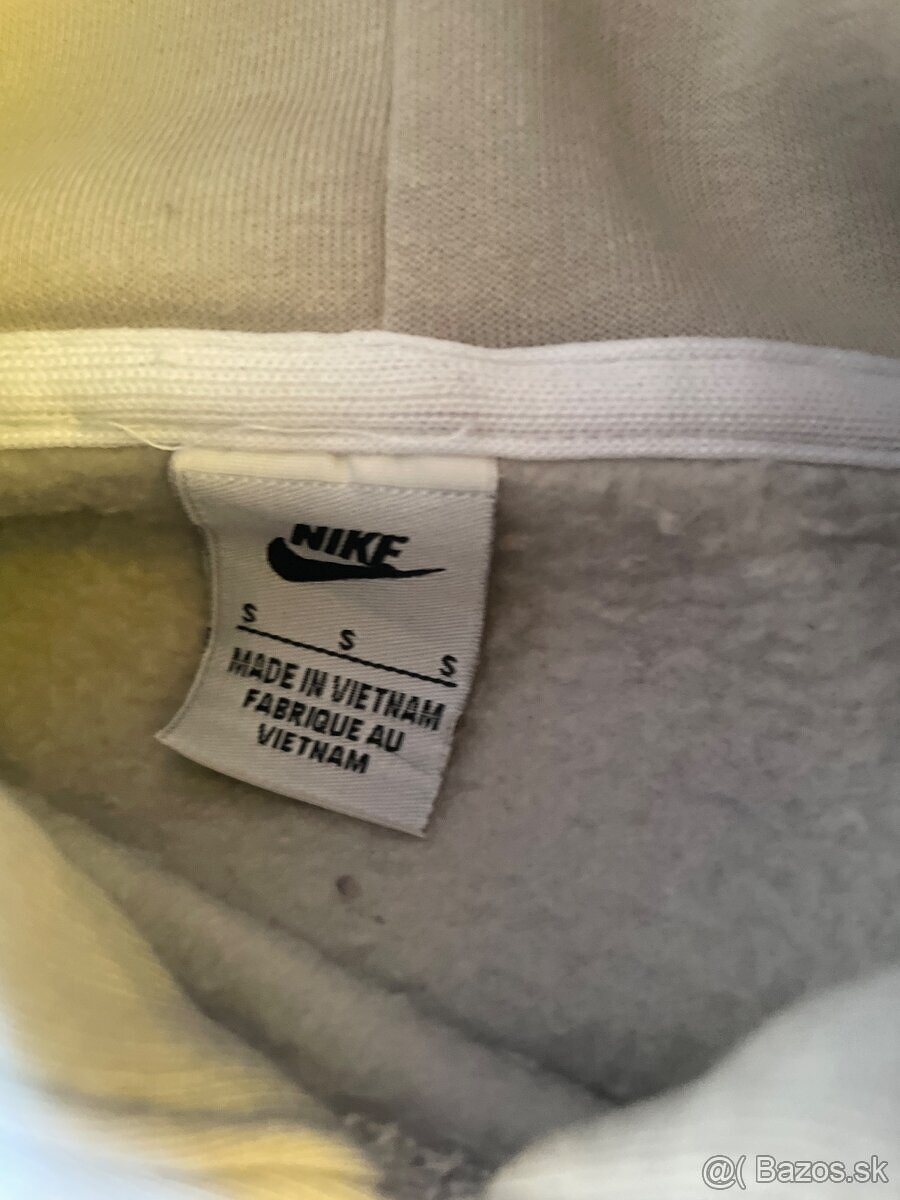 NIKE
S S S
MADE IN VIETNAM
FABRIQUE AU
VIETNAM
@( Bazos.sk